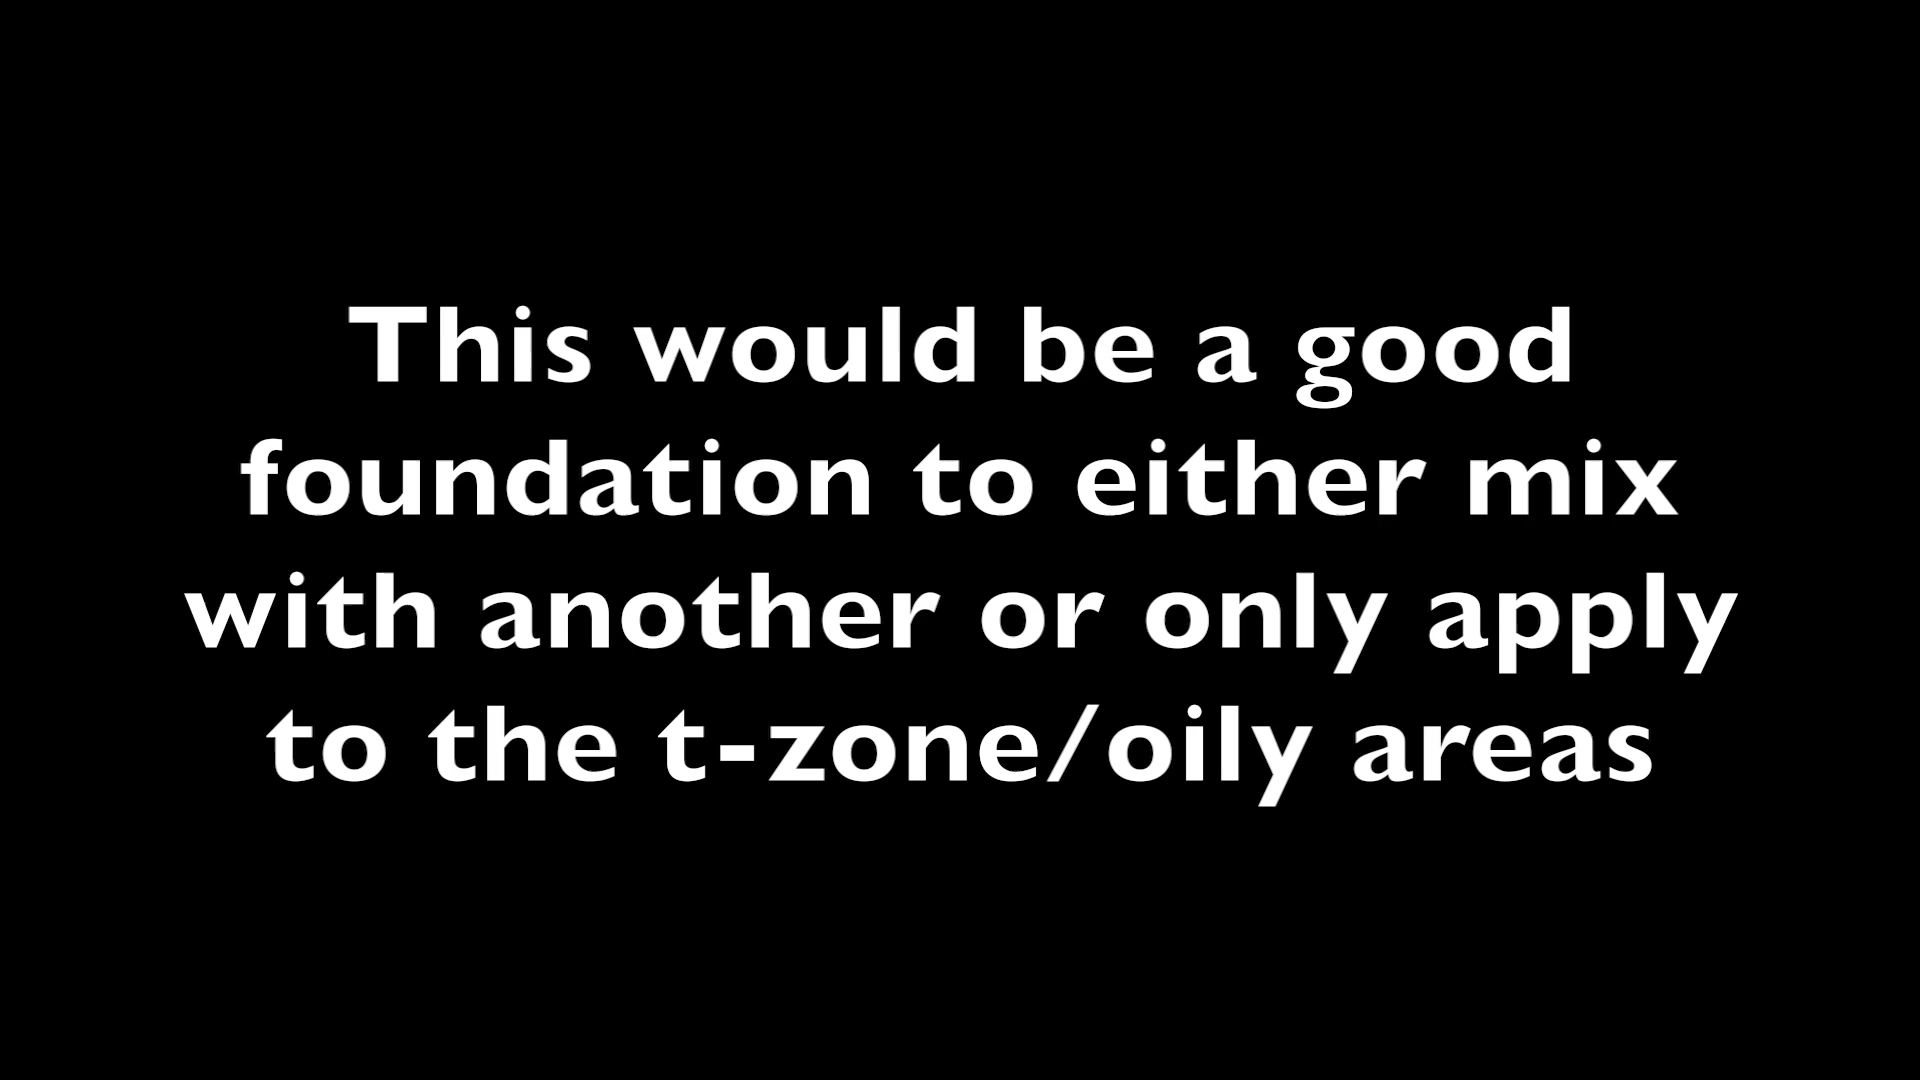 This would be a good
foundation to either mix
with another or only apply
to the t-zone/oily areas